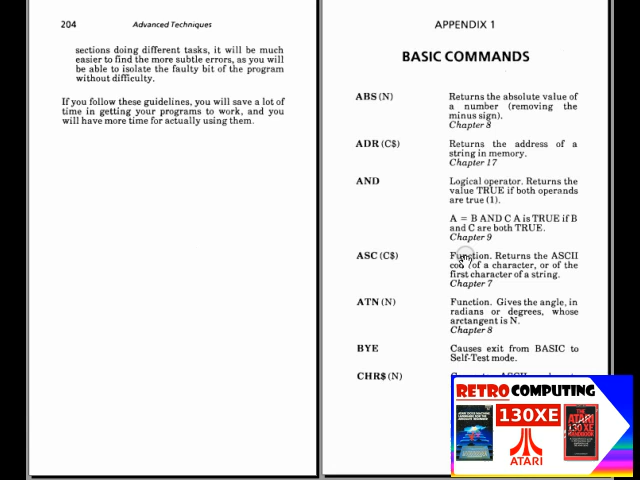 204
Advanced Techniques
sections doing different tasks, it will be much
easier to find the more subtle errors, as you will
be able to isolate the faulty bit of the program
without difficulty.
If you follow these guidelines, you will save a lot of
time in getting your programs to work, and you
will have more time for actually using them.
APPENDIX 1
BASIC COMMANDS
ABS (N)
Returns the absolute value of
a number (removing the
minus sign).
Chapter 8
ADR (C$)
Returns the address of a
string in memory.
Chapter 17
AND
Logical operator. Returns the
value TRUE if both operands
are true (1).
A = B AND C A is TRUE if B
and C are both TRUE.
Chapter 9
ASC (C$)
Function. Returns the ASCII
of a character, or of the
first character of a string.
Chapter 7
ATN (N)
Function. Gives the angle, in
radians or degrees, whose
arctangent is N.
Chapter 8
BYE
Causes exit from BASIC to
Self-Test mode.
CHR$ (N)
RETRO COMPUTING
130XE
ATARI
THE
ATARI
130XE
HANDBOOK